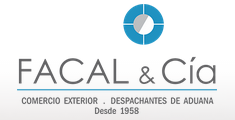 FACAL & Cía
COMERCIO EXTERIOR . DESPACHANTES DE ADUANA
Desde 1958